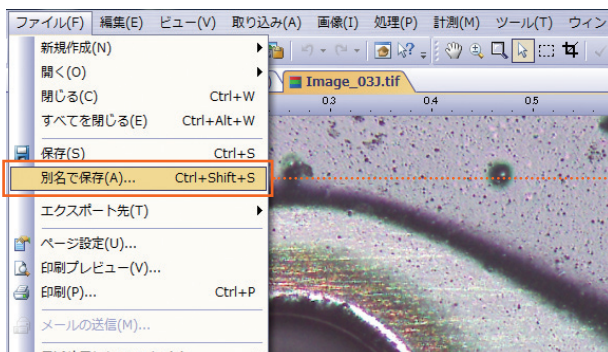 ファイル(F) 編集(E) ビュー(V) 取り込み(A) 画像(I) 処理(P) 計測(M) ツール(T) ウィン
新規作成(N)
開く(O)
閉じる(C) Ctrl+W
すべてを閉じる(E) Ctrl+Alt+W
保存(S) Ctrl+S
別名で保存(A)... Ctrl+Shift+S
エクスポート先(T)
ページ設定(U)...
印刷プレビュー(V)...
印刷(P)... Ctrl+P
メールの送信(M)...
Image_03J.tif
0.3 0.4 0.5